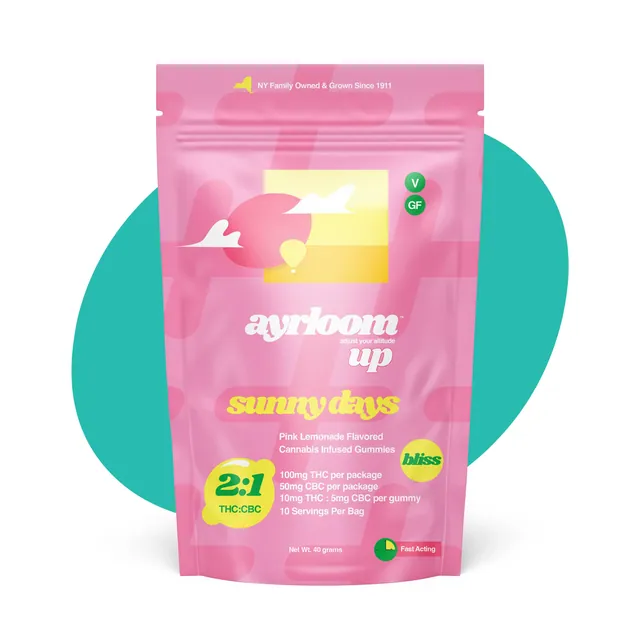 NY Family Owned & Grown Since 1911
V
GF
ayrloom
adjust your altitude
up
sunny days
Pink Lemonade Flavored
Cannabis Infused Gummies
bliss
100mg THC per package
50mg CBC per package
10mg THC : 5mg CBC per gummy
10 Servings Per Bag
2:1
THC:CBC
Net Wt. 40 grams
Fast Acting